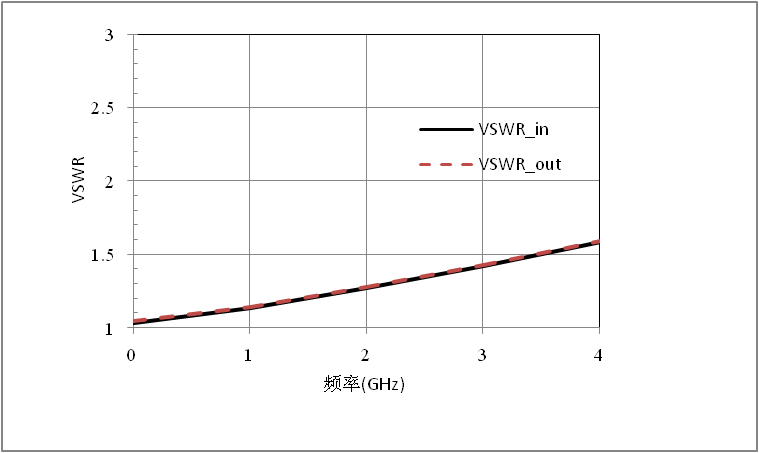 3
2.5
2
1.5
1
VSWR
VSWR_in
VSWR_out
0 1 2 3 4
频率(GHz)